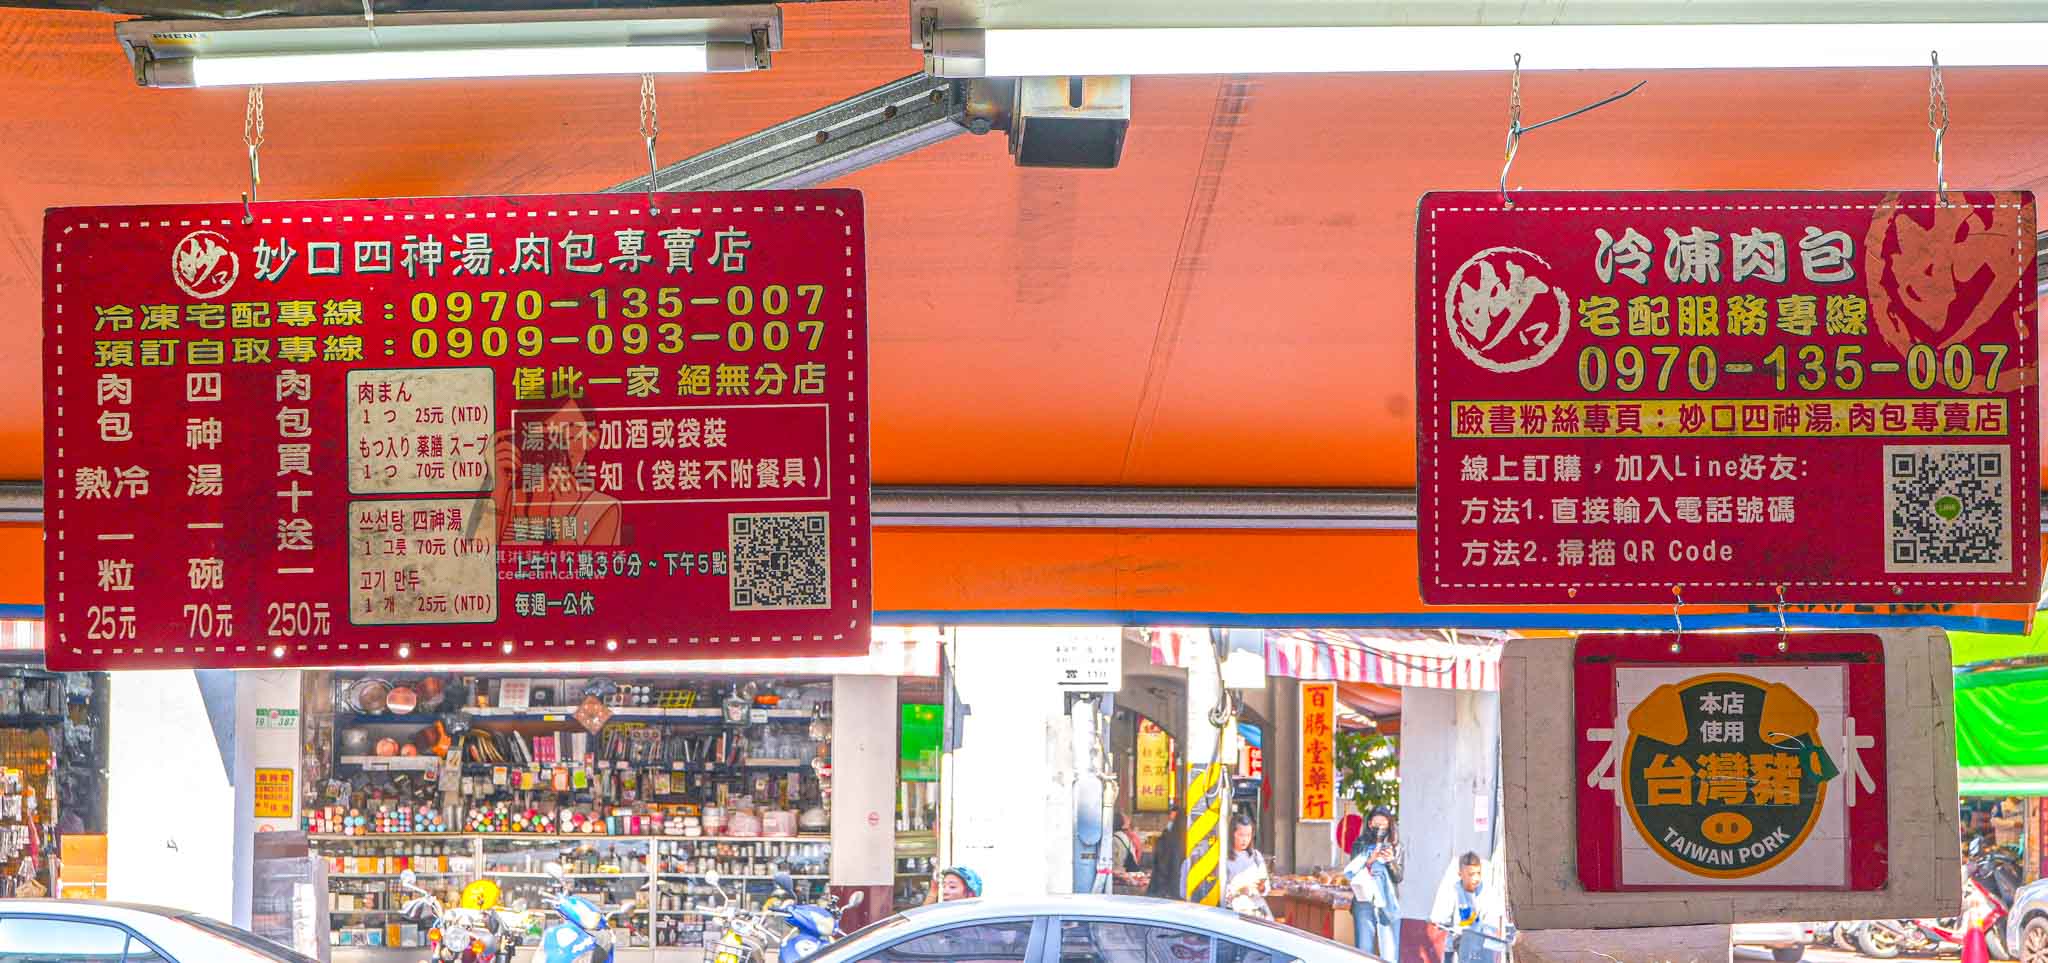 PHENIX
妙口
妙口四神湯.肉包專賣店
冷凍宅配專線：0970-135-007
預訂自取專線：0909-093-007
肉包 熱冷 一粒 25元
四神湯 一碗 70元
肉包買十送一 250元
肉まん
1つ 25元 (NTD)
もつ入り 薬膳 スープ
1つ 70元 (NTD)
쓰선탕 四神湯
1 그릇 70元 (NTD)
고기 만두
1 개 25元 (NTD)
僅此一家 絕無分店
湯如不加酒或袋裝
請先告知（袋裝不附餐具）
營業時間：
上午11點30分~下午5點
每週一公休
妙口
冷凍肉包
宅配服務專線
0970-135-007
臉書粉絲專頁：妙口四神湯.肉包專賣店
線上訂購，加入Line好友:
方法1.直接輸入電話號碼
方法2.掃描QR Code
LINE
本店
使用
台灣豬
TAIWAN PORK
本
休
百勝堂藥行
387
110